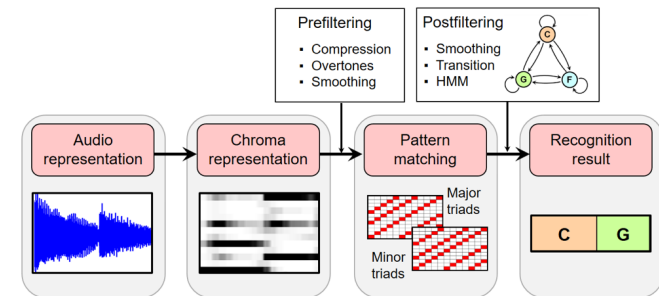 Prefiltering
▪ Compression
▪ Overtones
▪ Smoothing
Postfiltering
▪ Smoothing
▪ Transition
▪ HMM
C
G
F
Audio
representation
Chroma
representation
Pattern
matching
Recognition
result
Major
triads
Minor
triads
C
G